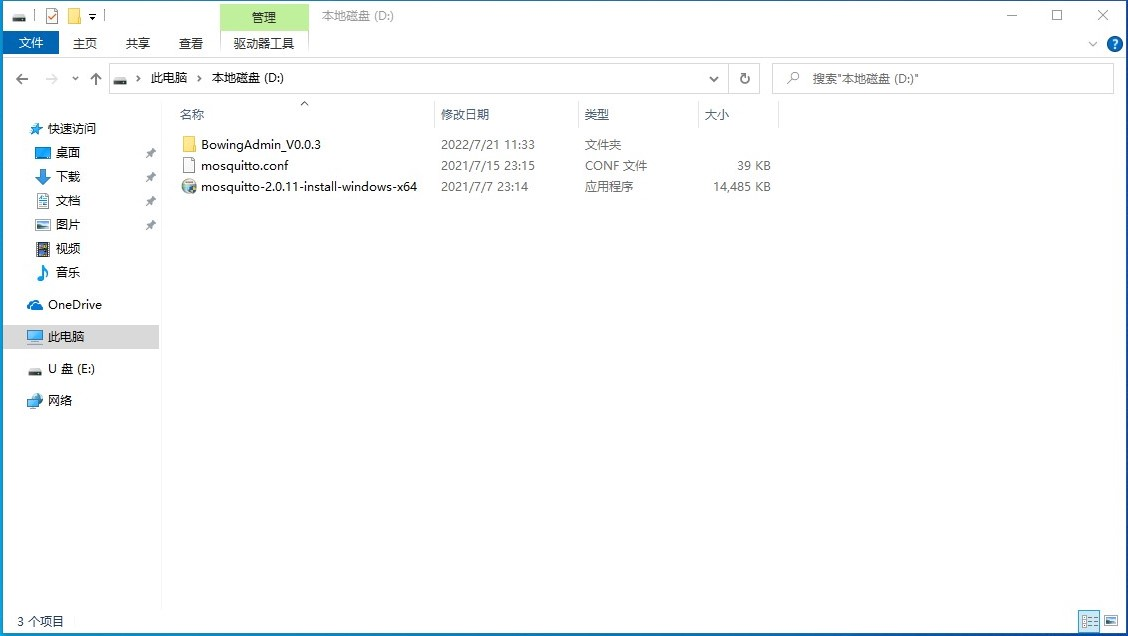 管理 本地磁盘 (D:)
文件 主页 共享 查看 驱动器工具
此电脑 本地磁盘 (D:) 搜索"本地磁盘 (D:)"
名称 修改日期 类型 大小
快速访问
桌面
下载
文档
图片
视频
音乐
OneDrive
此电脑
U 盘 (E:)
网络
BowingAdmin_V0.0.3 2022/7/21 11:33 文件夹
mosquitto.conf 2021/7/15 23:15 CONF 文件 39 KB
mosquitto-2.0.11-install-windows-x64 2021/7/7 23:14 应用程序 14,485 KB
3 个项目